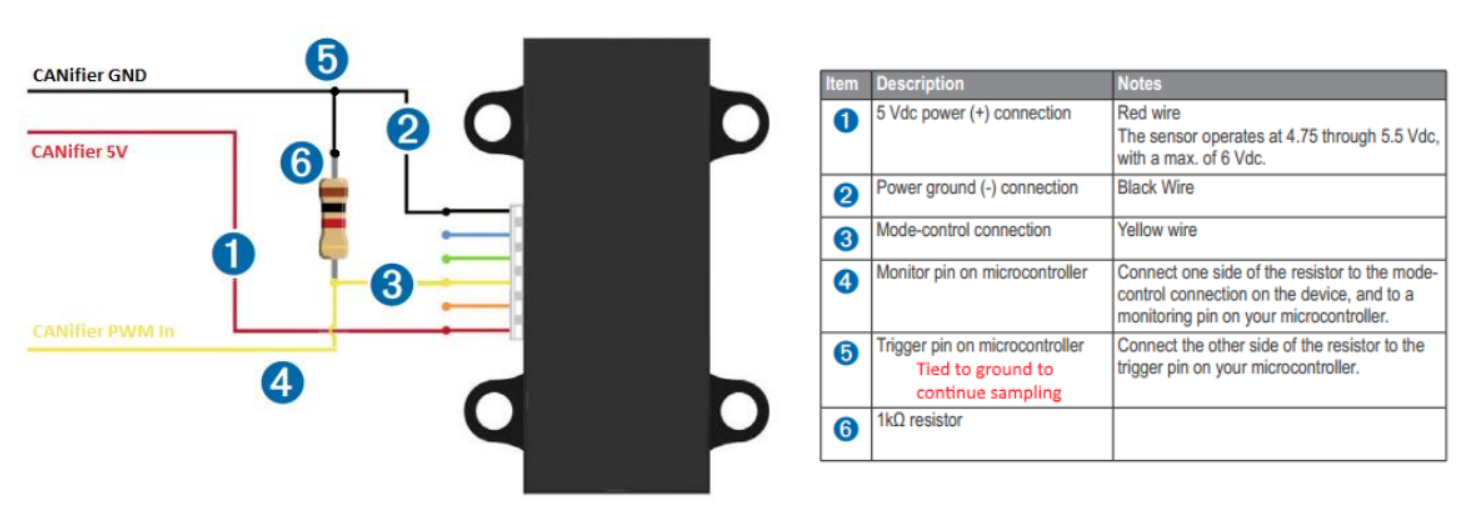 CANifier GND
5
2
CANifier 5V
6
1
3
CANifier PWM In
4
Item Description Notes
1 5 Vdc power (+) connection Red wire
The sensor operates at 4.75 through 5.5 Vdc,
with a max. of 6 Vdc.
2 Power ground (-) connection Black Wire
3 Mode-control connection Yellow wire
4 Monitor pin on microcontroller Connect one side of the resistor to the mode-
control connection on the device, and to a
monitoring pin on your microcontroller.
5 Trigger pin on microcontroller Connect the other side of the resistor to the
Tied to ground to trigger pin on your microcontroller.
continue sampling
6 1kΩ resistor